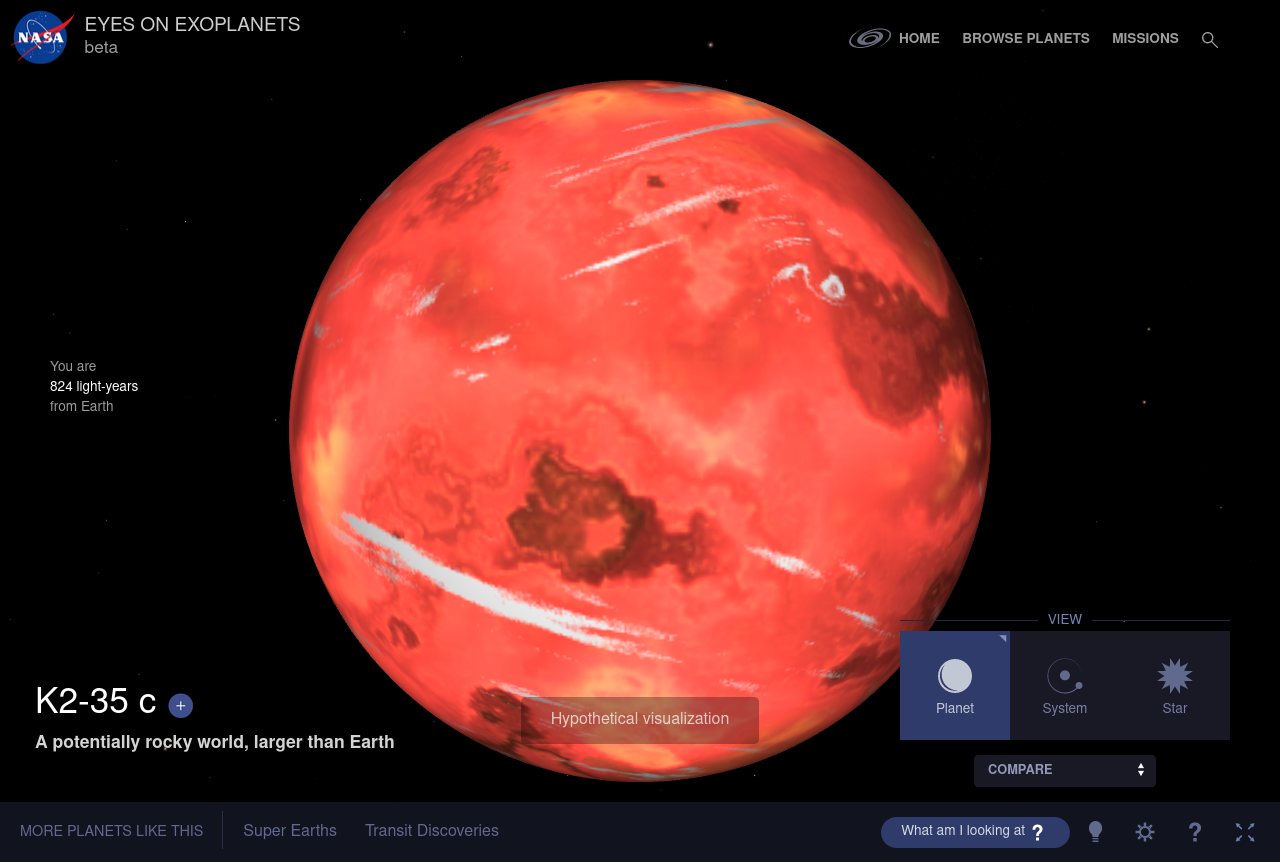 NASA
EYES ON EXOPLANETS
beta
HOME
BROWSE PLANETS
MISSIONS
You are
824 light-years
from Earth
VIEW
Planet
System
Star
K2-35 c +
A potentially rocky world, larger than Earth
Hypothetical visualization
COMPARE
MORE PLANETS LIKE THIS
Super Earths
Transit Discoveries
What am I looking at ?
?